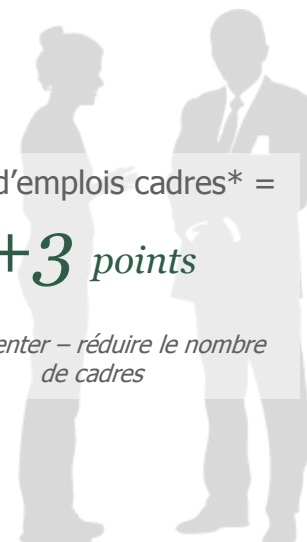 d’emplois cadres* =
+3 points
enter – réduire le nombre
de cadres